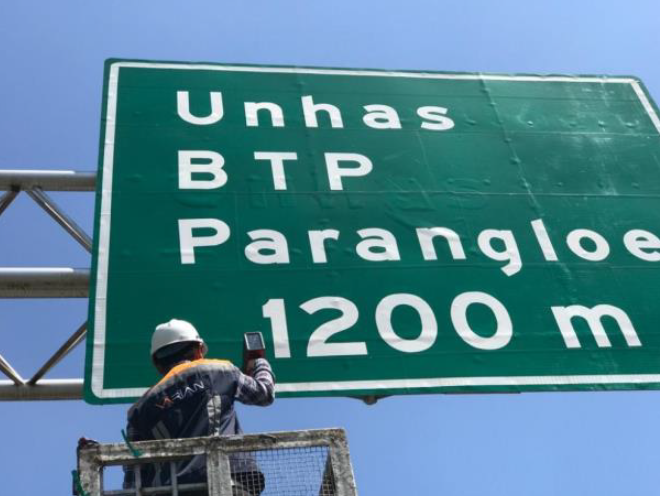 Unhas
BTP
Parangloe
1200 m